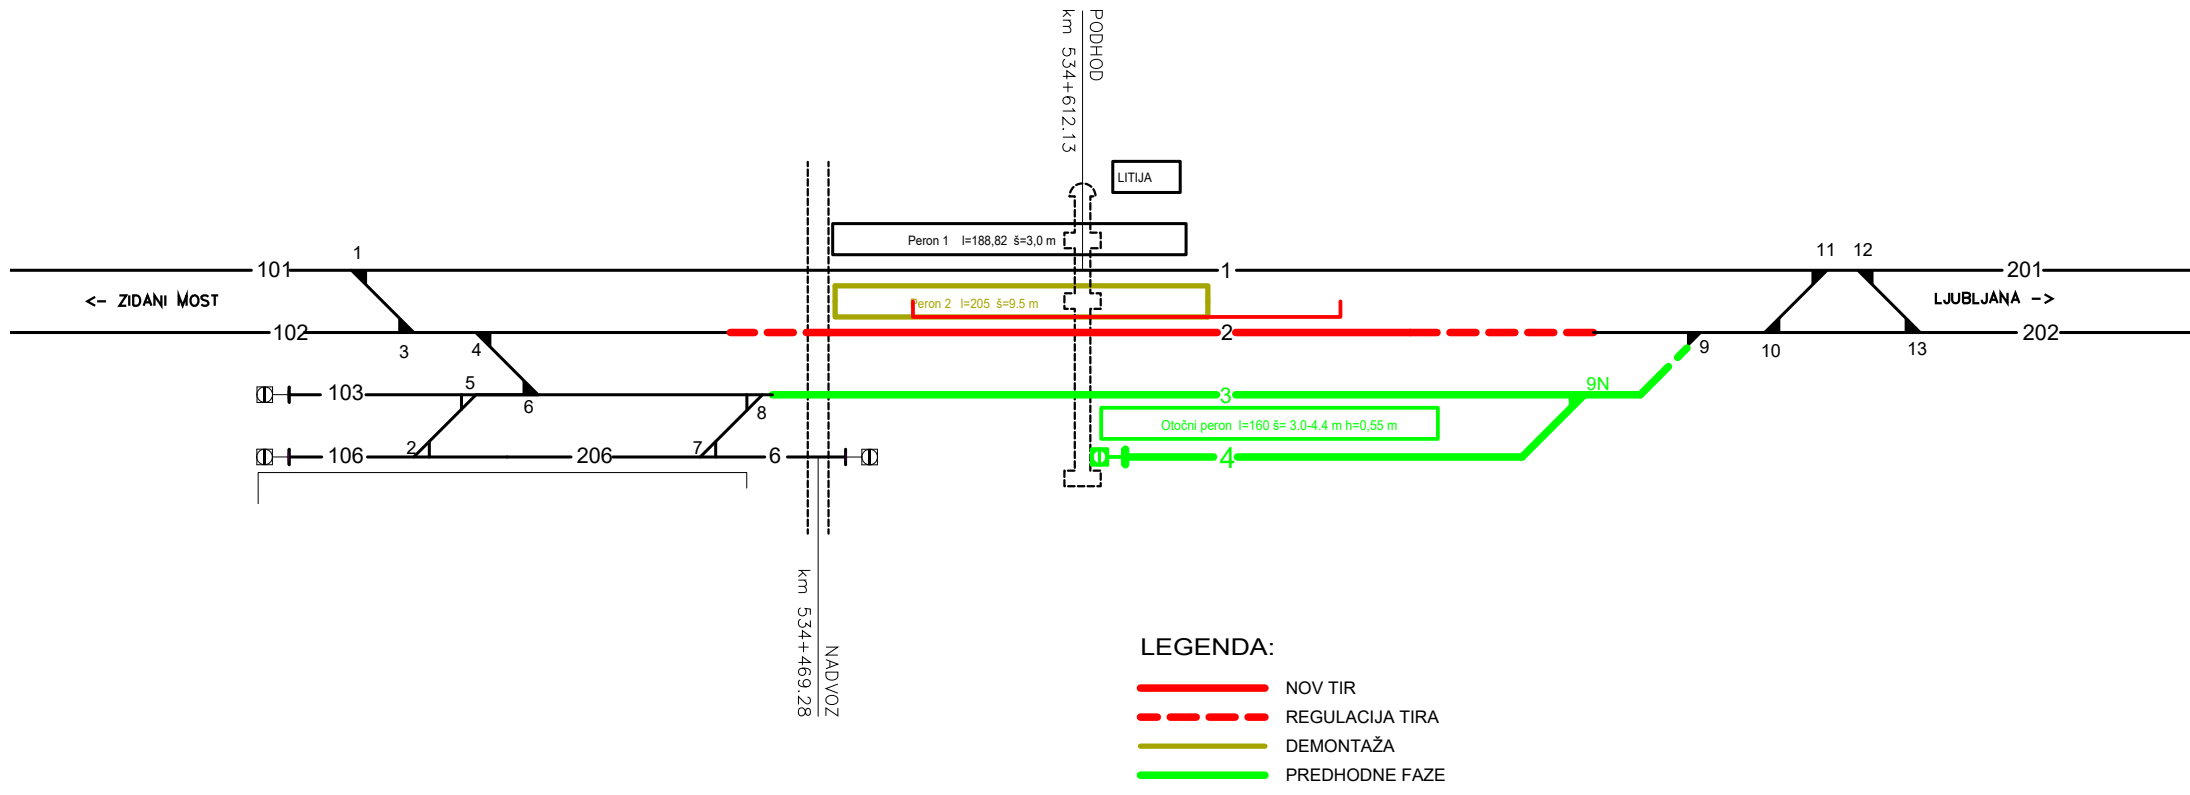 PODHOD
km 534+612.13
LITIJA
Peron 1 l=188,82 š=3,0 m
1
11
12
101
1
201
<- ZIDANI MOST
Peron 2 l=205 š=9.5 m
LJUBLJANA ->
102
2
202
3
4
9
10
13
5
9N
103
3
6
8
Otočni peron l=160 š= 3.0-4.4 m h=0,55 m
2
7
106
206
6
4
km 534+469.28
NADVOZ
LEGENDA:
NOV TIR
REGULACIJA TIRA
DEMONTAŽA
PREDHODNE FAZE